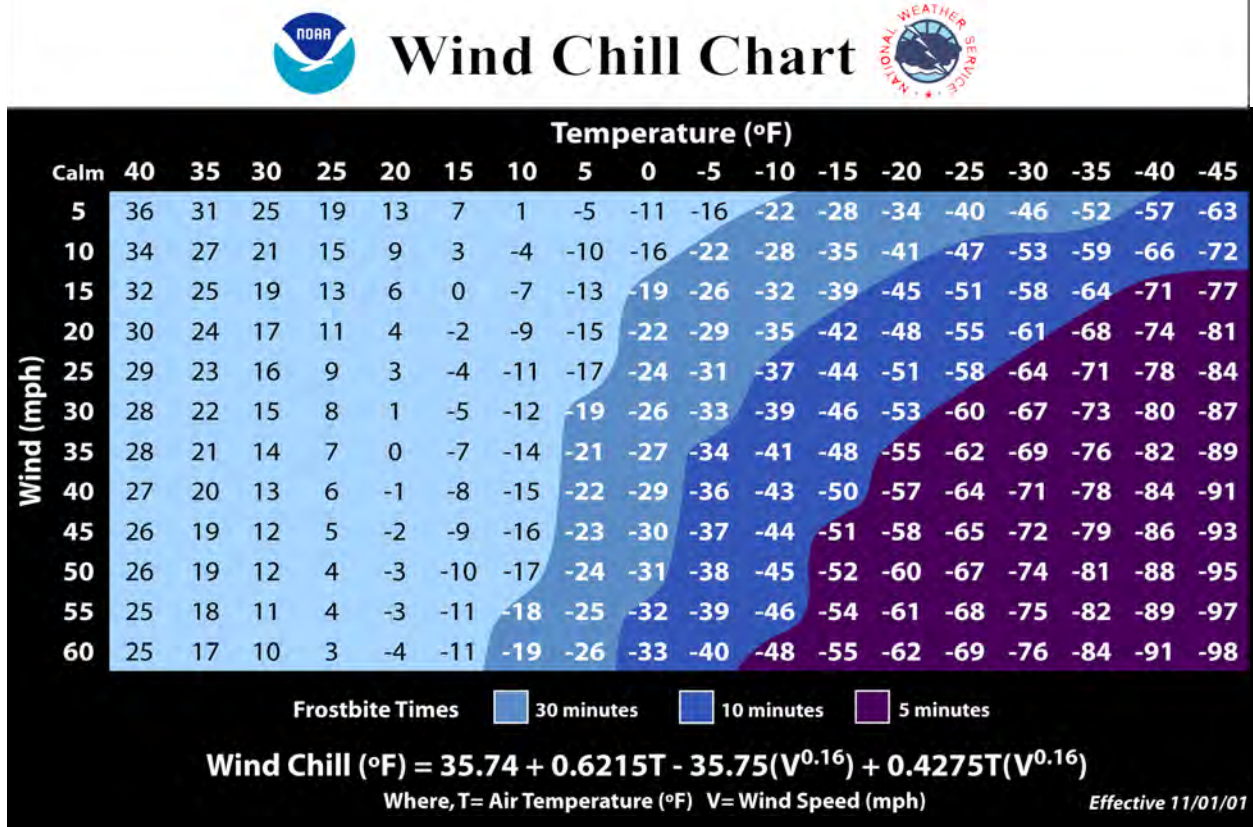 NOAA
Wind Chill Chart
NATIONAL WEATHER SERVICE
Temperature (ºF)
Calm 40 35 30 25 20 15 10 5 0 -5 -10 -15 -20 -25 -30 -35 -40 -45
Wind (mph)
5 36 31 25 19 13 7 1 -5 -11 -16 -22 -28 -34 -40 -46 -52 -57 -63
10 34 27 21 15 9 3 -4 -10 -16 -22 -28 -35 -41 -47 -53 -59 -66 -72
15 32 25 19 13 6 0 -7 -13 -19 -26 -32 -39 -45 -51 -58 -64 -71 -77
20 30 24 17 11 4 -2 -9 -15 -22 -29 -35 -42 -48 -55 -61 -68 -74 -81
25 29 23 16 9 3 -4 -11 -17 -24 -31 -37 -44 -51 -58 -64 -71 -78 -84
30 28 22 15 8 1 -5 -12 -19 -26 -33 -39 -46 -53 -60 -67 -73 -80 -87
35 28 21 14 7 0 -7 -14 -21 -27 -34 -41 -48 -55 -62 -69 -76 -82 -89
40 27 20 13 6 -1 -8 -15 -22 -29 -36 -43 -50 -57 -64 -71 -78 -84 -91
45 26 19 12 5 -2 -9 -16 -23 -30 -37 -44 -51 -58 -65 -72 -79 -86 -93
50 26 19 12 4 -3 -10 -17 -24 -31 -38 -45 -52 -60 -67 -74 -81 -88 -95
55 25 18 11 4 -3 -11 -18 -25 -32 -39 -46 -54 -61 -68 -75 -82 -89 -97
60 25 17 10 3 -4 -11 -19 -26 -33 -40 -48 -55 -62 -69 -76 -84 -91 -98
Frostbite Times 30 minutes 10 minutes 5 minutes
Wind Chill (ºF) = 35.74 + 0.6215T - 35.75(V^0.16) + 0.4275T(V^0.16)
Where, T= Air Temperature (ºF) V= Wind Speed (mph)
Effective 11/01/01